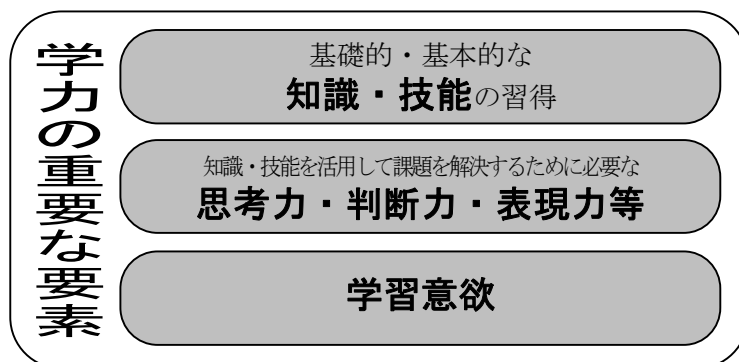 学力の重要な要素
基礎的・基本的な
知識・技能の習得
知識・技能を活用して課題を解決するために必要な
思考力・判断力・表現力等
学習意欲